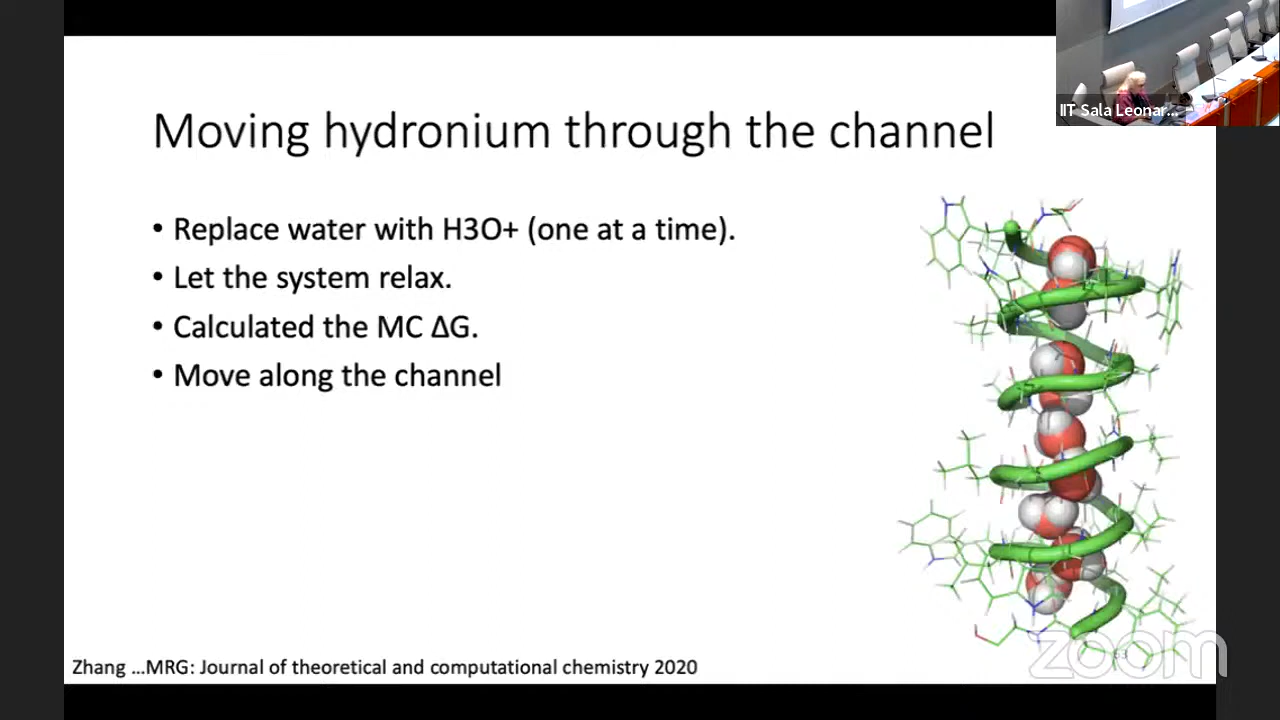 IIT Sala Leonar...
Moving hydronium through the channel
• Replace water with H3O+ (one at a time).
• Let the system relax.
• Calculated the MC ΔG.
• Move along the channel
Zhang ...MRG: Journal of theoretical and computational chemistry 2020
zoom